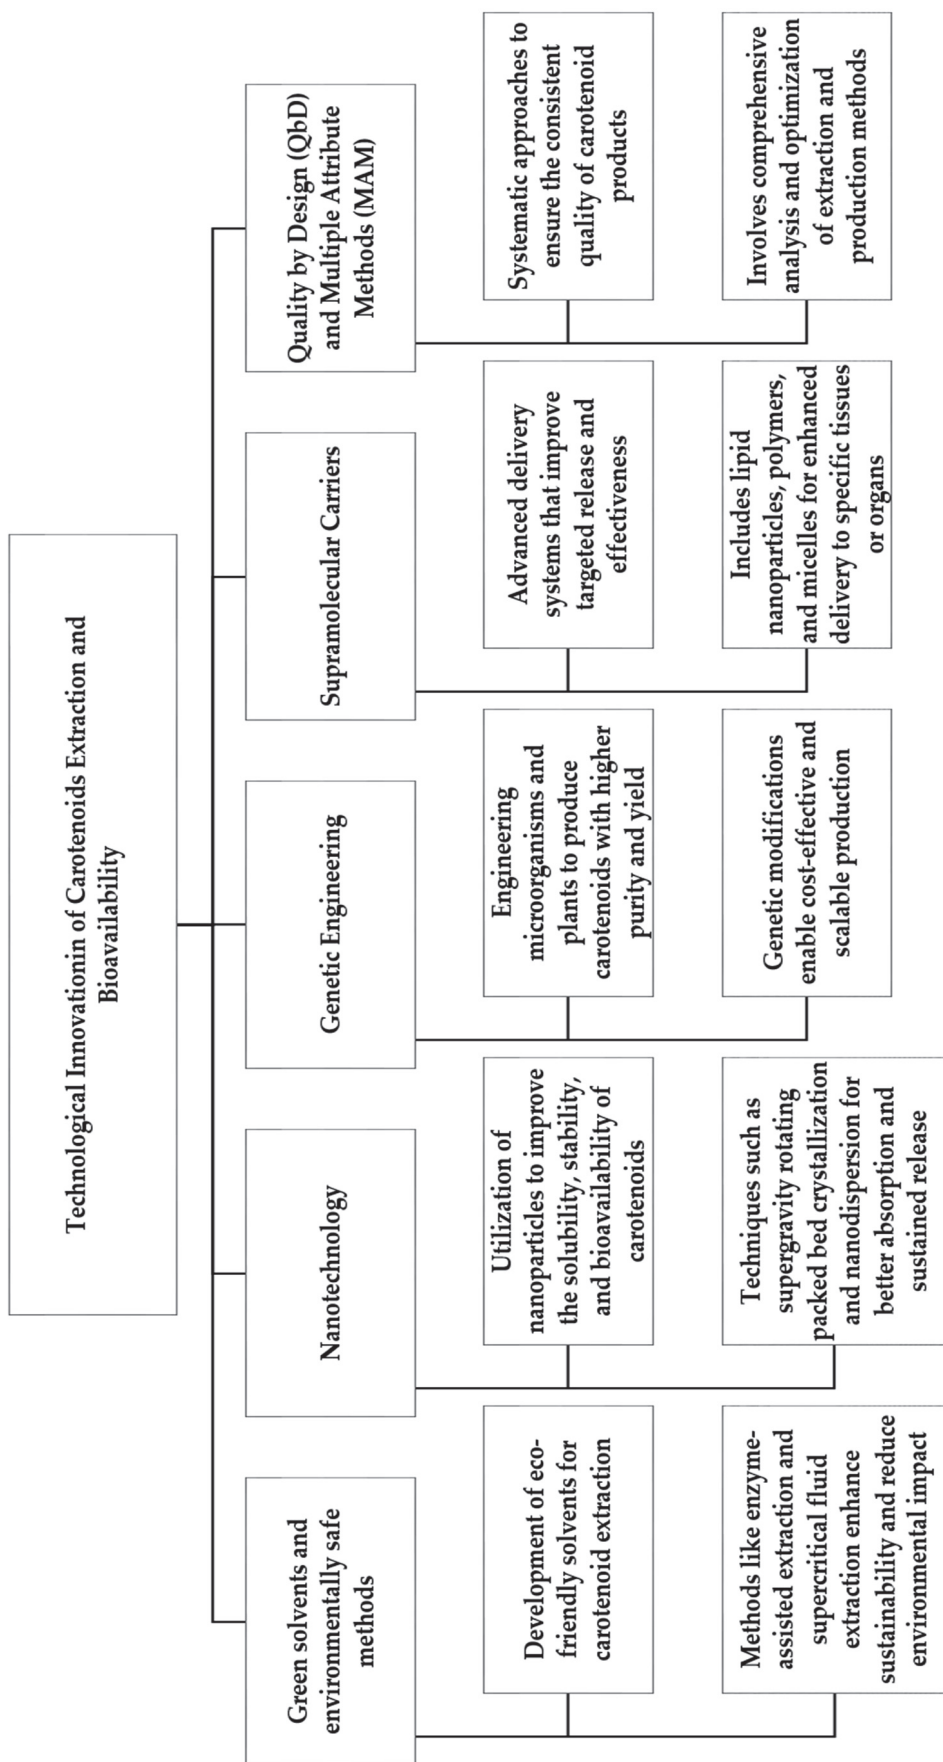 Technological Innovationin of Carotenoids Extraction and
Bioavailability
Green solvents and
environmentally safe
methods
Development of eco-
friendly solvents for
carotenoid extraction
Methods like enzyme-
assisted extraction and
supercritical fluid
extraction enhance
sustainability and reduce
environmental impact
Nanotechnology
Utilization of
nanoparticles to improve
the solubility, stability,
and bioavailability of
carotenoids
Techniques such as
supergravity rotating
packed bed crystallization
and nanodispersion for
better absorption and
sustained release
Genetic Engineering
Engineering
microorganisms and
plants to produce
carotenoids with higher
purity and yield
Genetic modifications
enable cost-effective and
scalable production
Supramolecular Carriers
Advanced delivery
systems that improve
targeted release and
effectiveness
Includes lipid
nanoparticles, polymers,
and micelles for enhanced
delivery to specific tissues
or organs
Quality by Design (QbD)
and Multiple Attribute
Methods (MAM)
Systematic approaches to
ensure the consistent
quality of carotenoid
products
Involves comprehensive
analysis and optimization
of extraction and
production methods